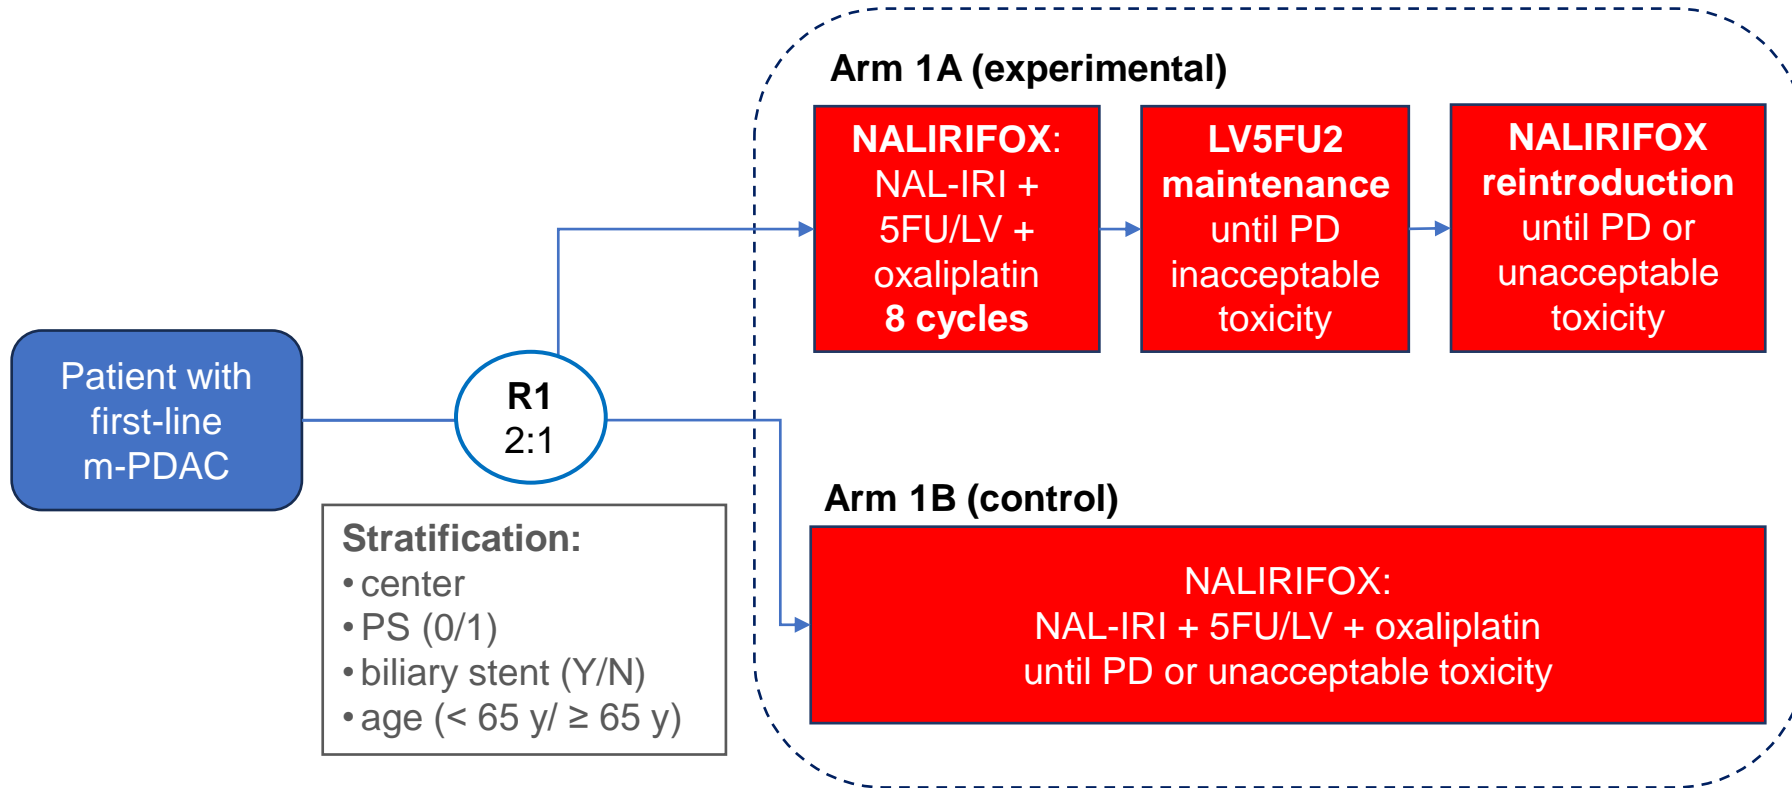 Arm 1A (experimental)
NALIRIFOX:
NAL-IRI +
5FU/LV +
oxaliplatin
8 cycles
LV5FU2
maintenance
until PD
inacceptable
toxicity
NALIRIFOX
reintroduction
until PD or
unacceptable
toxicity
Patient with
first-line
m-PDAC
R1
2:1
Stratification:
• center
• PS (0/1)
• biliary stent (Y/N)
• age (< 65 y/ ≥ 65 y)
Arm 1B (control)
NALIRIFOX:
NAL-IRI + 5FU/LV + oxaliplatin
until PD or unacceptable toxicity